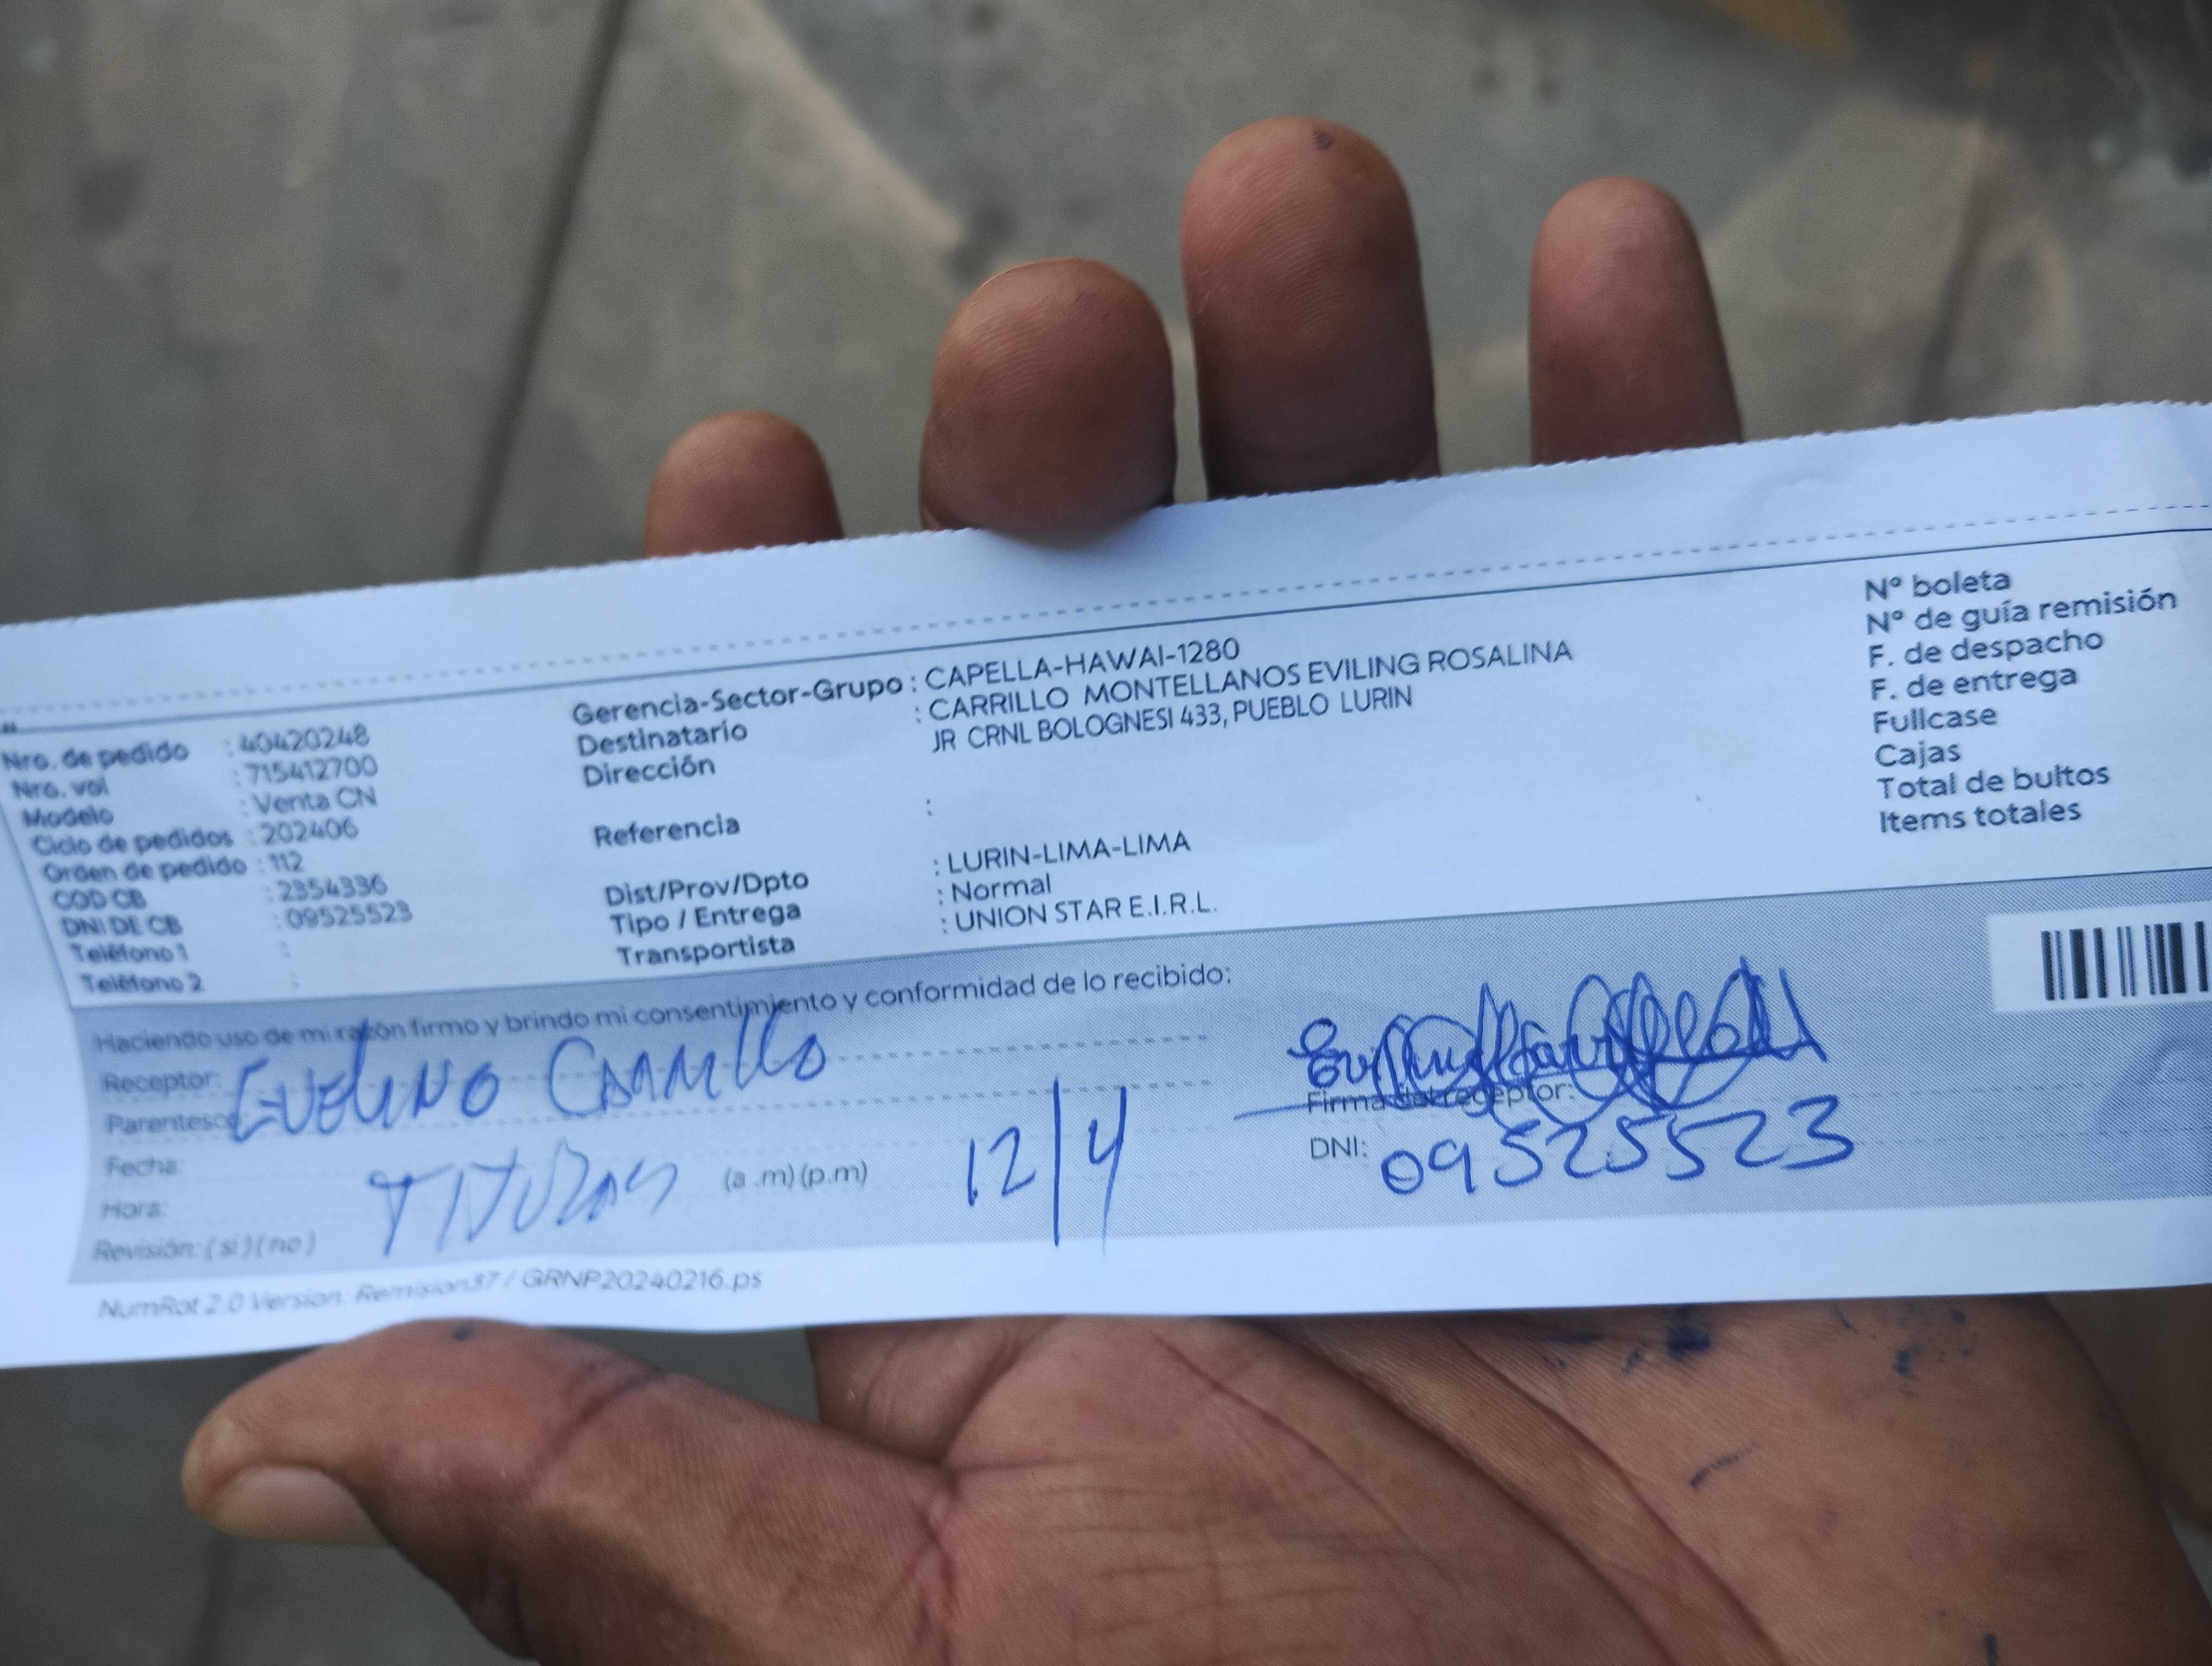 Nro. de pedido : 40420248
Nro. vol : 715412700
Modelo : Venta CN
Ciclo de pedidos : 202406
Orden de pedido : 112
COD CB : 2354336
DNI DE CB : 09525523
Teléfono 1 :
Teléfono 2 :
Gerencia-Sector-Grupo : CAPELLA-HAWAI-1280
Destinatario : CARRILLO MONTELLANOS EVILING ROSALINA
Dirección JR CRNL BOLOGNESI 433, PUEBLO LURIN
Referencia :
Dist/Prov/Dpto : LURIN-LIMA-LIMA
Tipo / Entrega : Normal
Transportista : UNION STAR E.I.R.L.
Nº boleta
Nº de guía remisión
F. de despacho
F. de entrega
Fullcase
Cajas
Total de bultos
Items totales
Haciendo uso de mi razón firmo y brindo mi consentimiento y conformidad de lo recibido:
Receptor:
Parentesco
Carrillo
Fecha:
Hora: (a .m) (p.m) 12/4
Revisión: ( si ) ( no )
Firma del receptor:
DNI: 09525523
NumRot 2.0 Version. Remision37 / GRNP20240216.ps